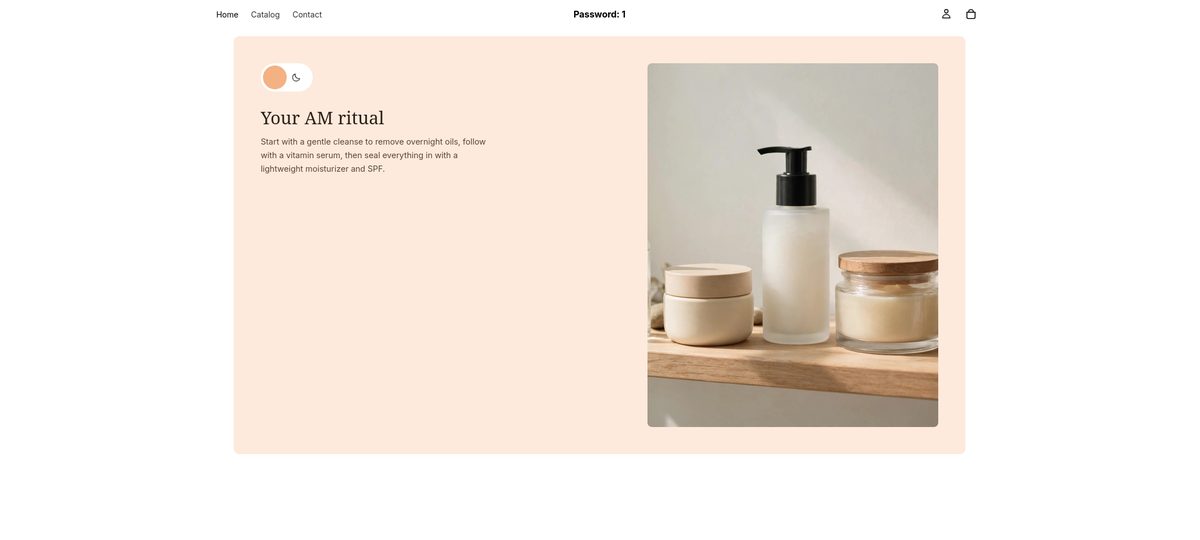 Home Catalog Contact Password: 1
Your AM ritual
Start with a gentle cleanse to remove overnight oils, follow
with a vitamin serum, then seal everything in with a
lightweight moisturizer and SPF.